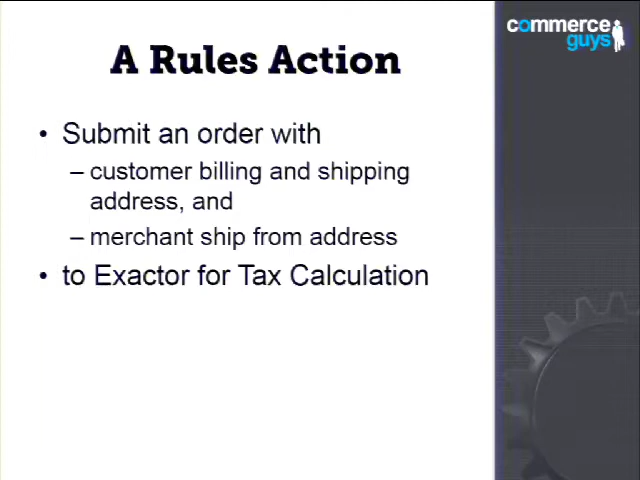 A Rules Action
commerce
guys
• Submit an order with
– customer billing and shipping
address, and
– merchant ship from address
• to Exactor for Tax Calculation